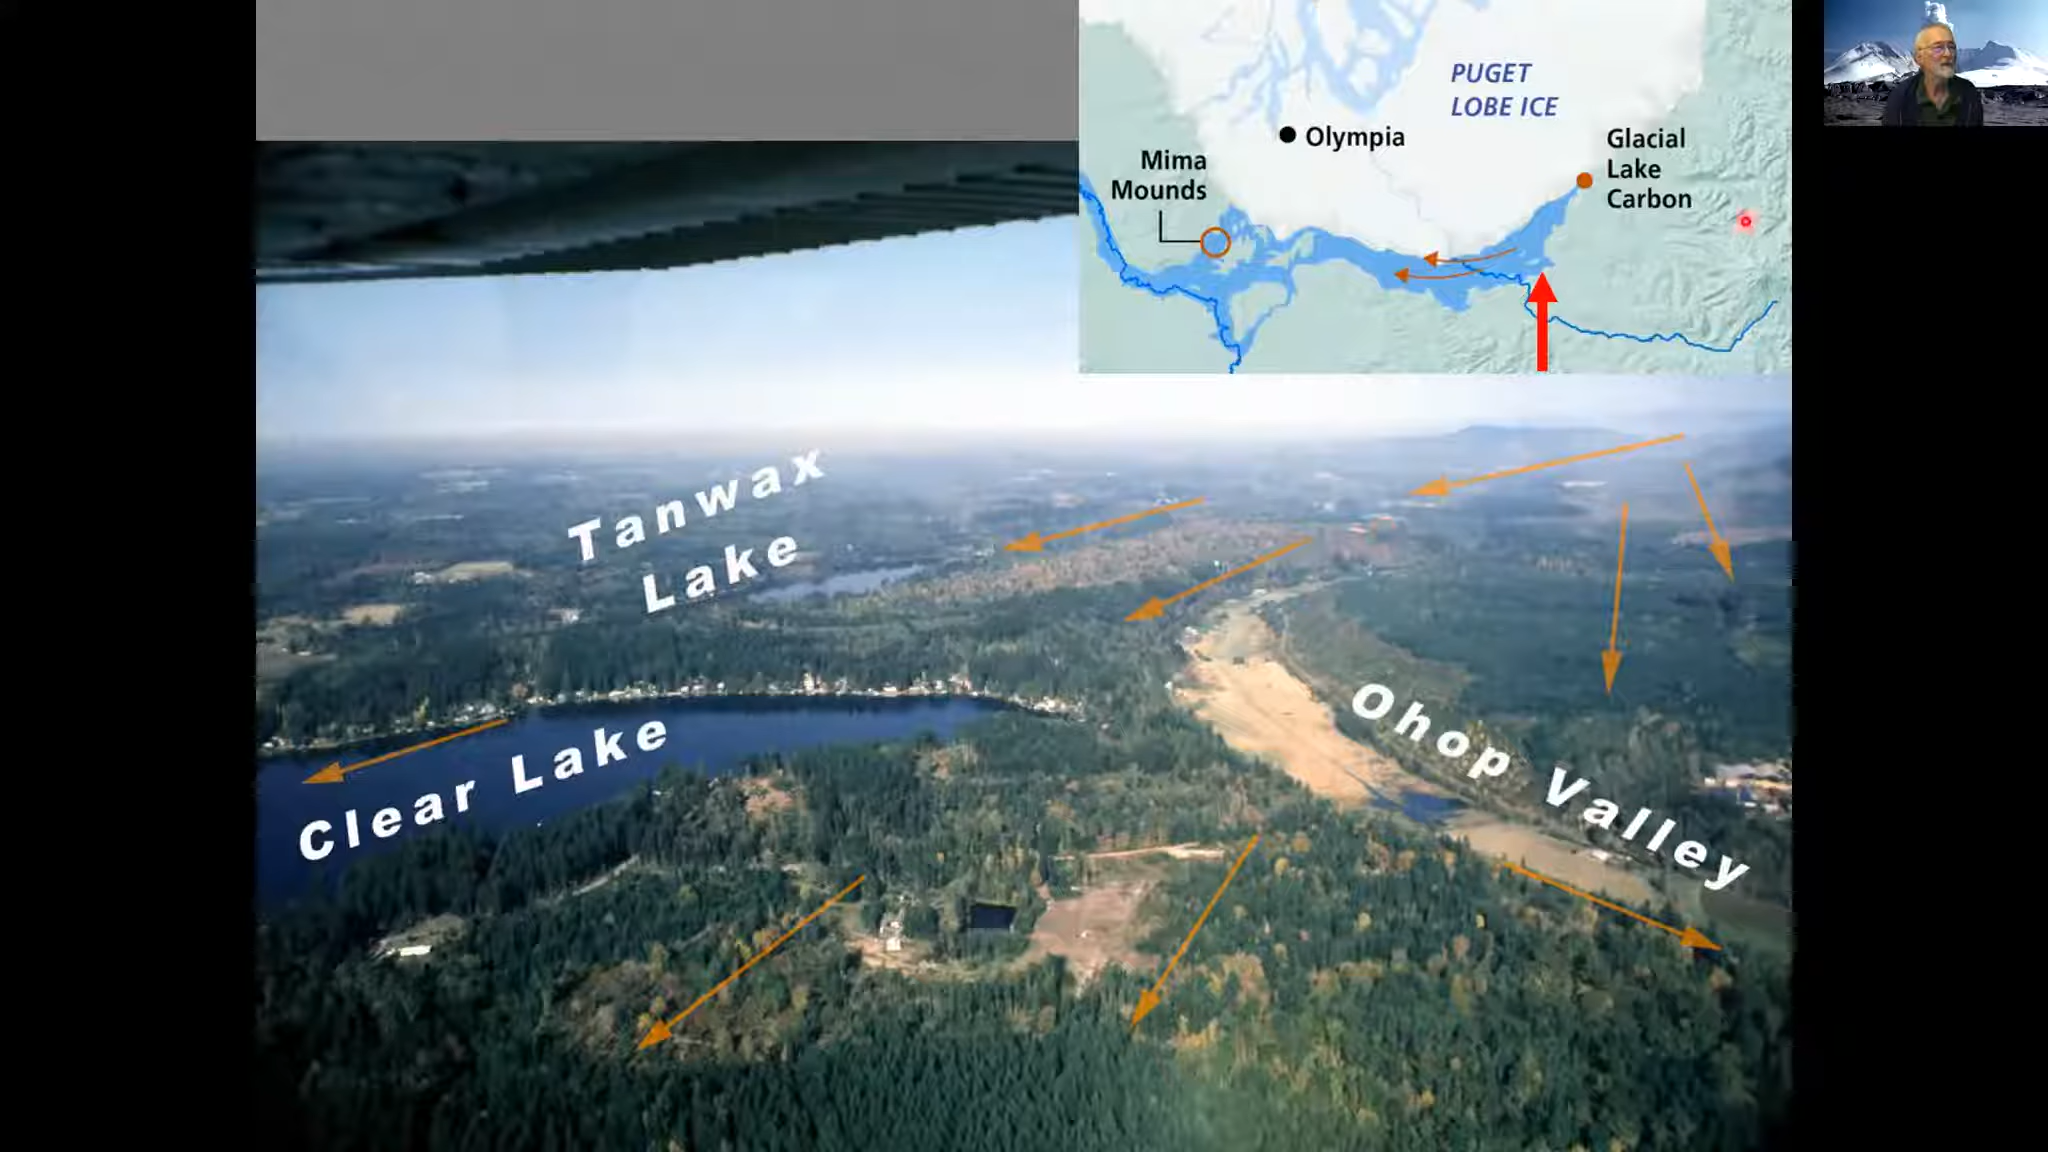 PUGET
LOBE ICE
Olympia
Glacial
Lake
Carbon
Mima
Mounds
Tanwax
Lake
Clear Lake
Ohop Valley